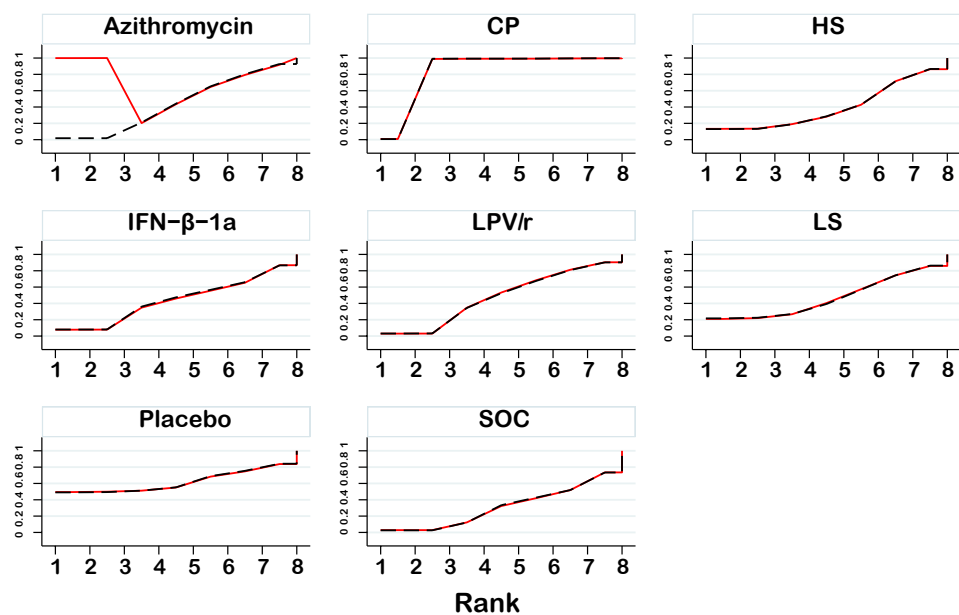 Azithromycin CP HS
0 0.2 0.4 0.6 0.8 1 0 0.2 0.4 0.6 0.8 1 0 0.2 0.4 0.6 0.8 1
1 2 3 4 5 6 7 8 1 2 3 4 5 6 7 8 1 2 3 4 5 6 7 8
IFN−β−1a LPV/r LS
0 0.2 0.4 0.6 0.8 1 0 0.2 0.4 0.6 0.8 1 0 0.2 0.4 0.6 0.8 1
1 2 3 4 5 6 7 8 1 2 3 4 5 6 7 8 1 2 3 4 5 6 7 8
Placebo SOC
0 0.2 0.4 0.6 0.8 1 0 0.2 0.4 0.6 0.8 1
1 2 3 4 5 6 7 8 1 2 3 4 5 6 7 8
Rank